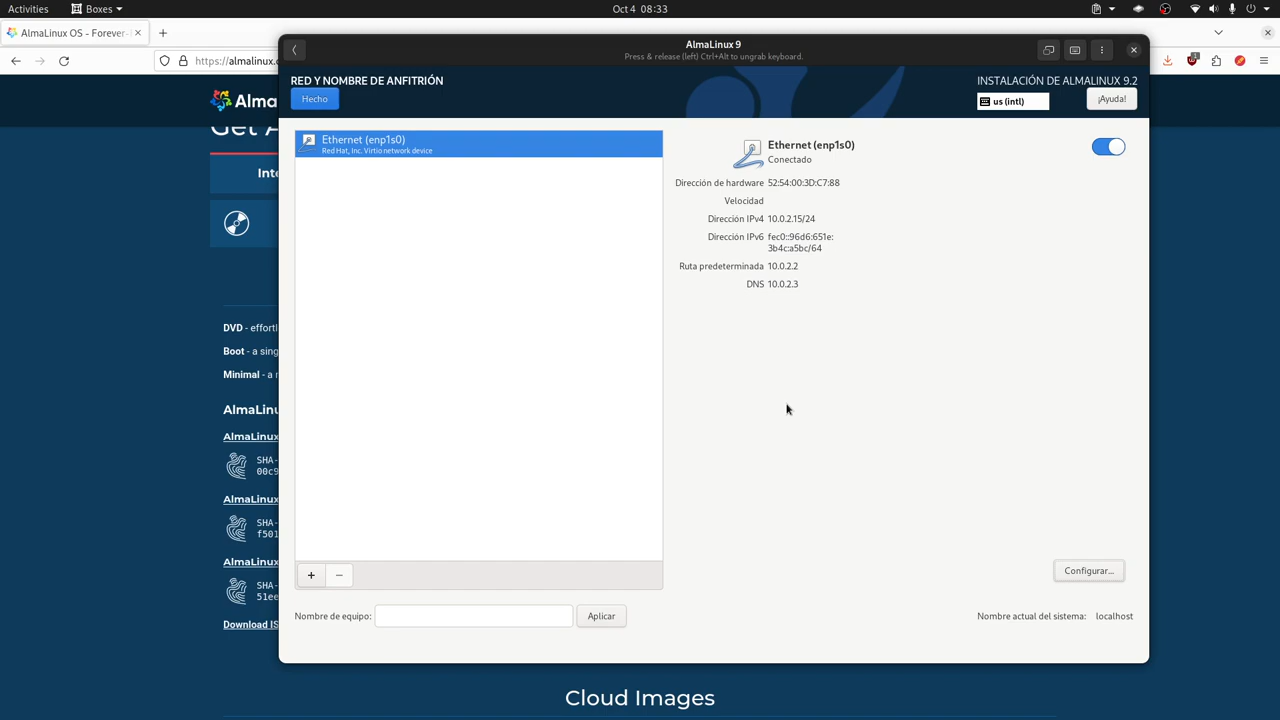 Activities
Boxes
Oct 4  08:33
AlmaLinux OS - Forever-
https://almalinux.o
AlmaLinux 9
Press & release (left) Ctrl+Alt to ungrab keyboard.
RED Y NOMBRE DE ANFITRIÓN
INSTALACIÓN DE ALMALINUX 9.2
Hecho
us (intl)
¡Ayuda!
Alma
Get A
Inte
Ethernet (enp1s0)
Red Hat, Inc. Virtio network device
Ethernet (enp1s0)
Conectado
Dirección de hardware 52:54:00:3D:C7:88
Velocidad
Dirección IPv4 10.0.2.15/24
Dirección IPv6 fec0::96d6:651e:
3b4c:a5bc/64
Ruta predeterminada 10.0.2.2
DNS 10.0.2.3
DVD - effortl
Boot - a sing
Minimal - a r
AlmaLinu
AlmaLinux
SHA-
00c9
AlmaLinux
SHA-
f501
AlmaLinux
SHA-
51ee
Download IS
+
−
Configurar...
Nombre de equipo:
Aplicar
Nombre actual del sistema: localhost
Cloud Images